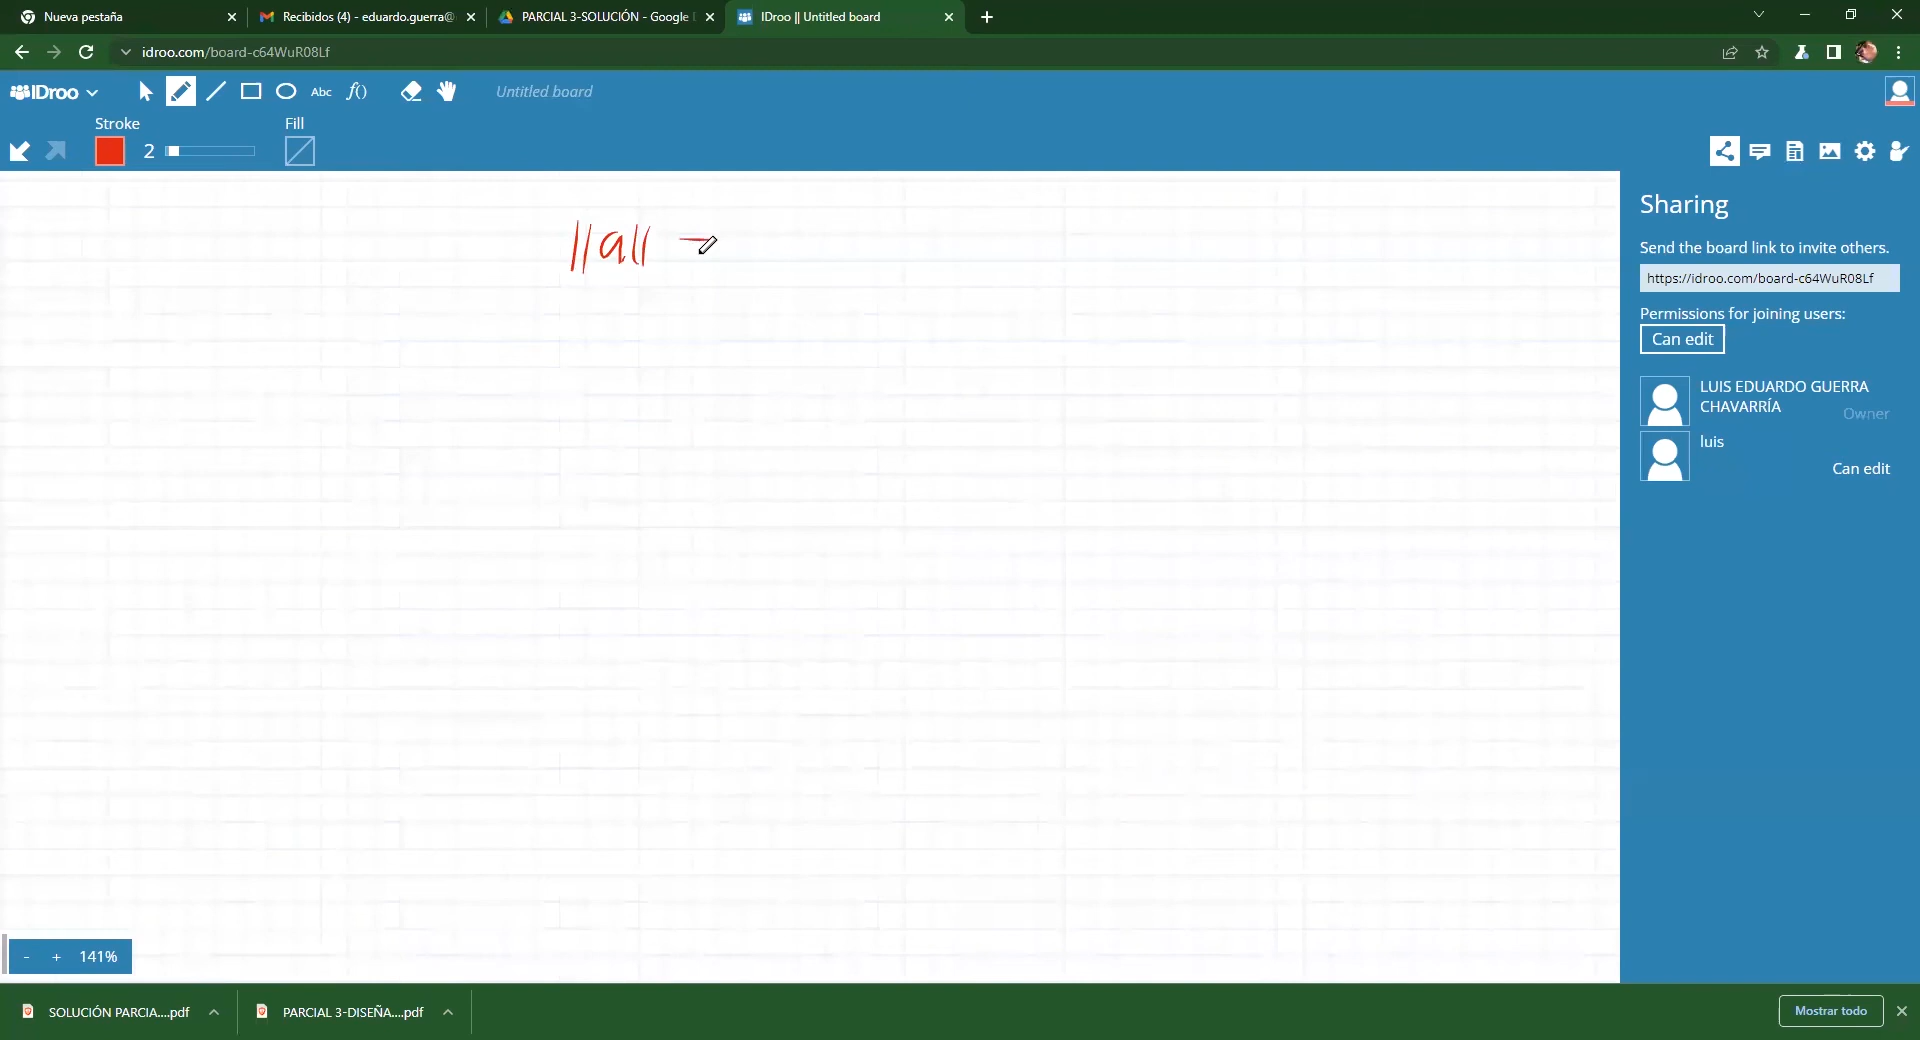 Nueva pestaña
Recibidos (4) - eduardo.guerra@
PARCIAL 3-SOLUCIÓN - Google
IDroo || Untitled board
idroo.com/board-c64WuR08Lf
IDroo
Abc
f()
Untitled board
Stroke
Fill
2
||a||
Sharing
Send the board link to invite others.
https://idroo.com/board-c64WuR08Lf
Permissions for joining users:
Can edit
LUIS EDUARDO GUERRA
CHAVARRÍA
Owner
luis
Can edit
- + 141%
SOLUCIÓN PARCIA....pdf
PARCIAL 3-DISEÑA....pdf
Mostrar todo